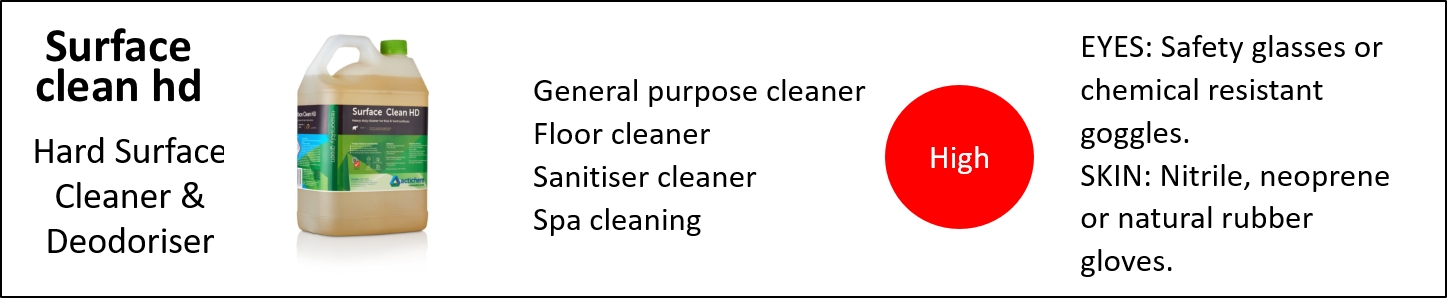 Surface
clean hd
Hard Surface
Cleaner &
Deodoriser
Surface Clean HD
actichem
General purpose cleaner
Floor cleaner
Sanitiser cleaner
Spa cleaning
High
EYES: Safety glasses or
chemical resistant
goggles.
SKIN: Nitrile, neoprene
or natural rubber
gloves.